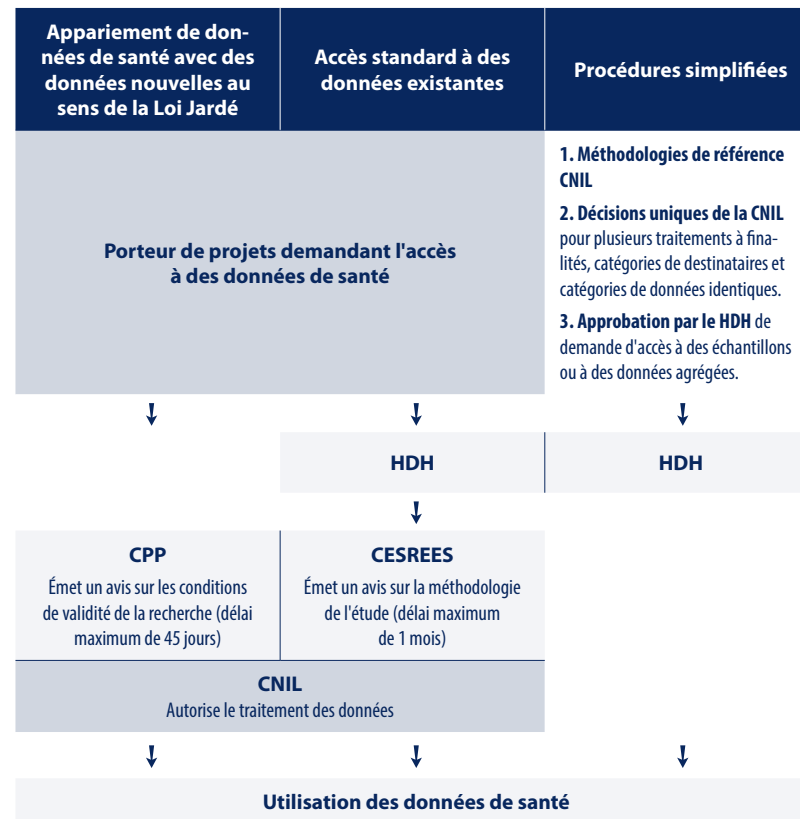 Appariement de don-
nées de santé avec des
données nouvelles au
sens de la Loi Jardé
Accès standard à des
données existantes
Procédures simplifiées
Porteur de projets demandant l'accès
à des données de santé
1. Méthodologies de référence
CNIL
2. Décisions uniques de la CNIL
pour plusieurs traitements à fina-
lités, catégories de destinataires et
catégories de données identiques.
3. Approbation par le HDH de
demande d'accès à des échantillons
ou à des données agrégées.
HDH
HDH
CPP
Émet un avis sur les conditions
de validité de la recherche (délai
maximum de 45 jours)
CESREES
Émet un avis sur la méthodologie
de l'étude (délai maximum
de 1 mois)
CNIL
Autorise le traitement des données
Utilisation des données de santé